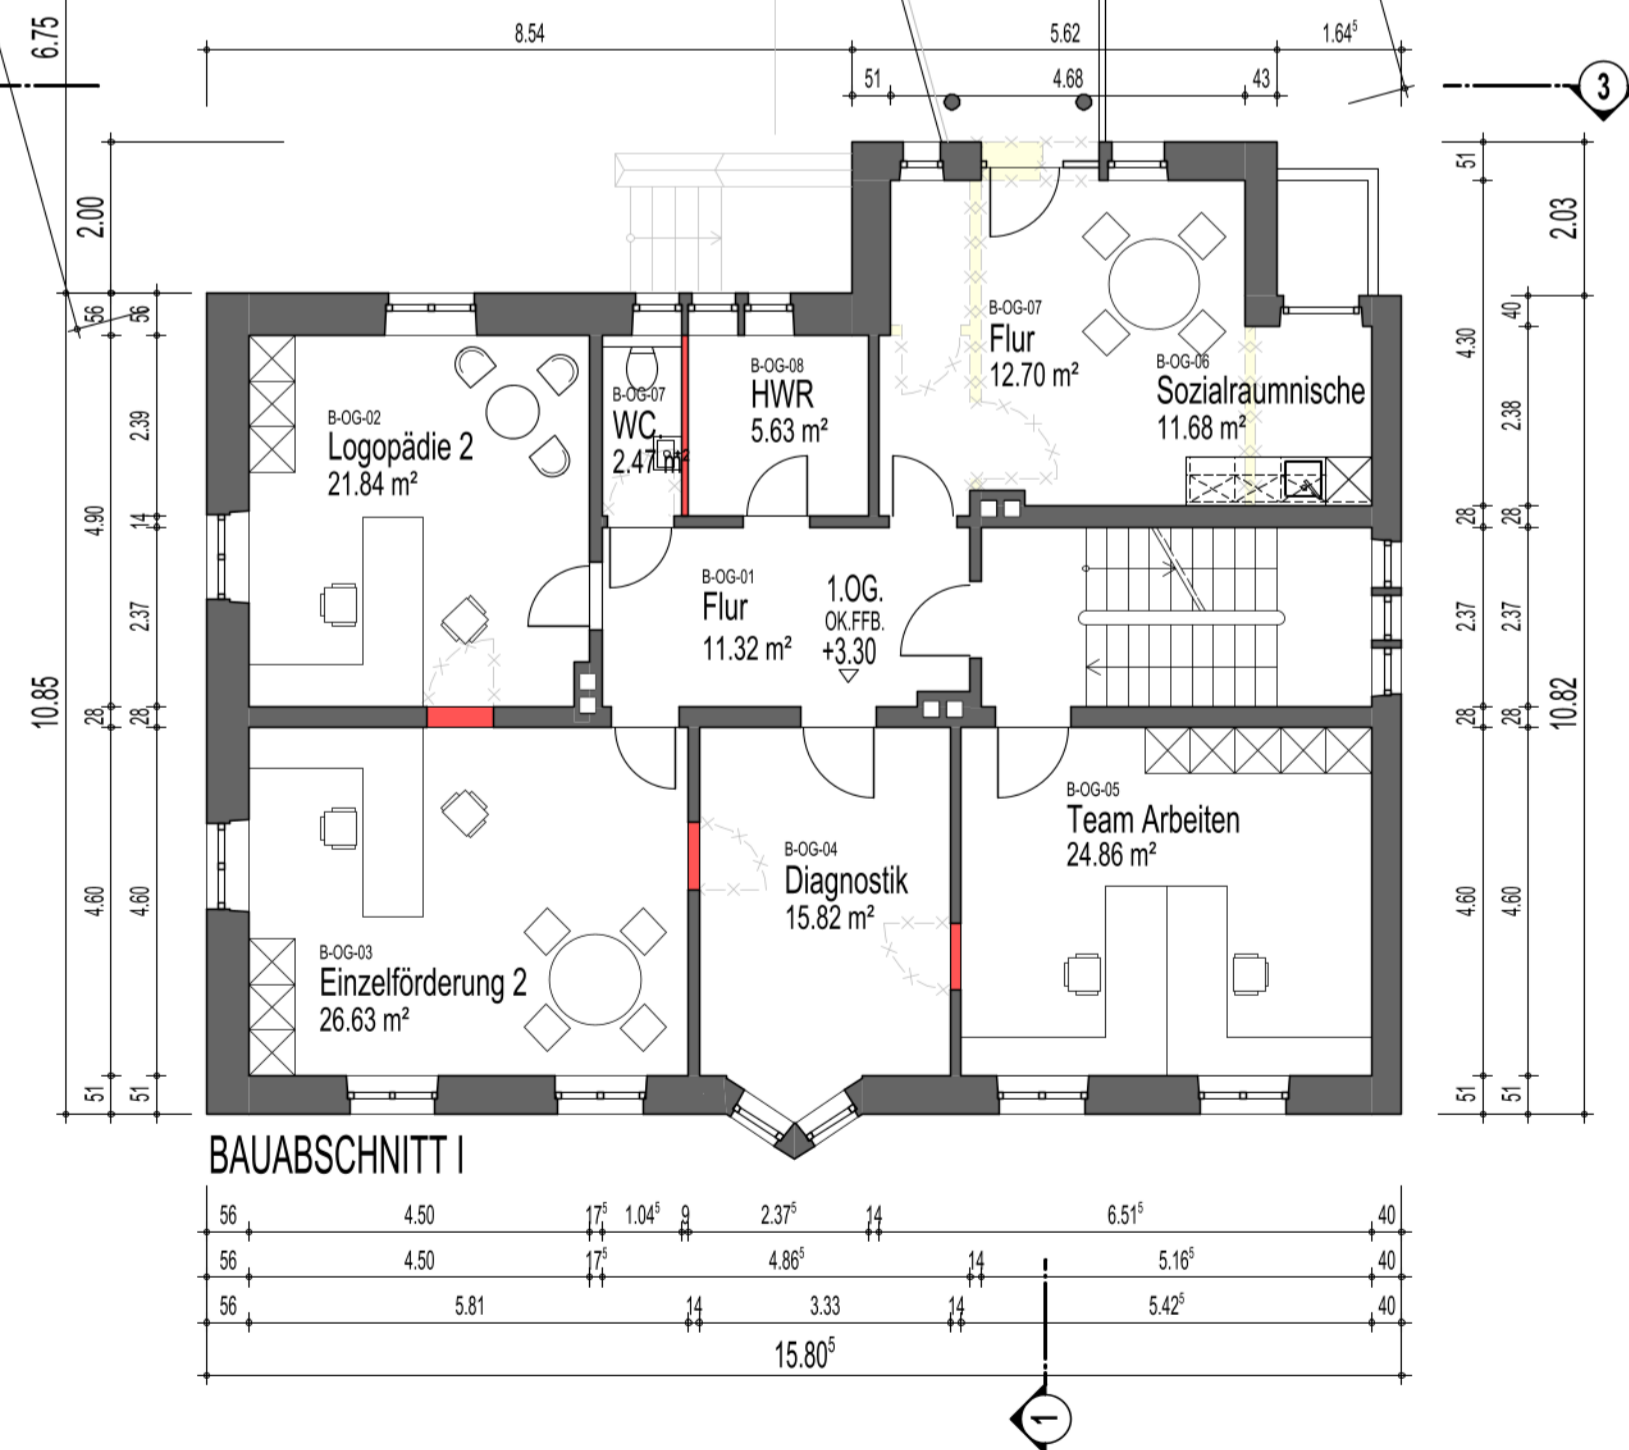 6.75
8.54
5.62
1.64⁵
51
4.68
43
3
2.00
51
2.03
56
56
40
B-OG-07
Flur
12.70 m²
4.30
B-OG-06
Sozialraumnische
11.68 m²
B-OG-08
HWR
5.63 m²
B-OG-07
WC
2.47 m²
B-OG-02
Logopädie 2
21.84 m²
2.39
2.38
4.90
14
28
28
B-OG-01
Flur
11.32 m²
1.OG.
OK.FFB.
+3.30
2.37
2.37
2.37
10.85
28
28
28
28
10.82
B-OG-05
Team Arbeiten
24.86 m²
B-OG-04
Diagnostik
15.82 m²
4.60
4.60
4.60
4.60
B-OG-03
Einzelförderung 2
26.63 m²
51
51
51
51
BAUABSCHNITT I
56
4.50
17⁵
1.04⁵
9
2.37⁵
14
6.51⁵
40
56
4.50
17⁵
4.86⁵
14
5.16⁵
40
56
5.81
14
3.33
14
5.42⁵
40
15.80⁵
1